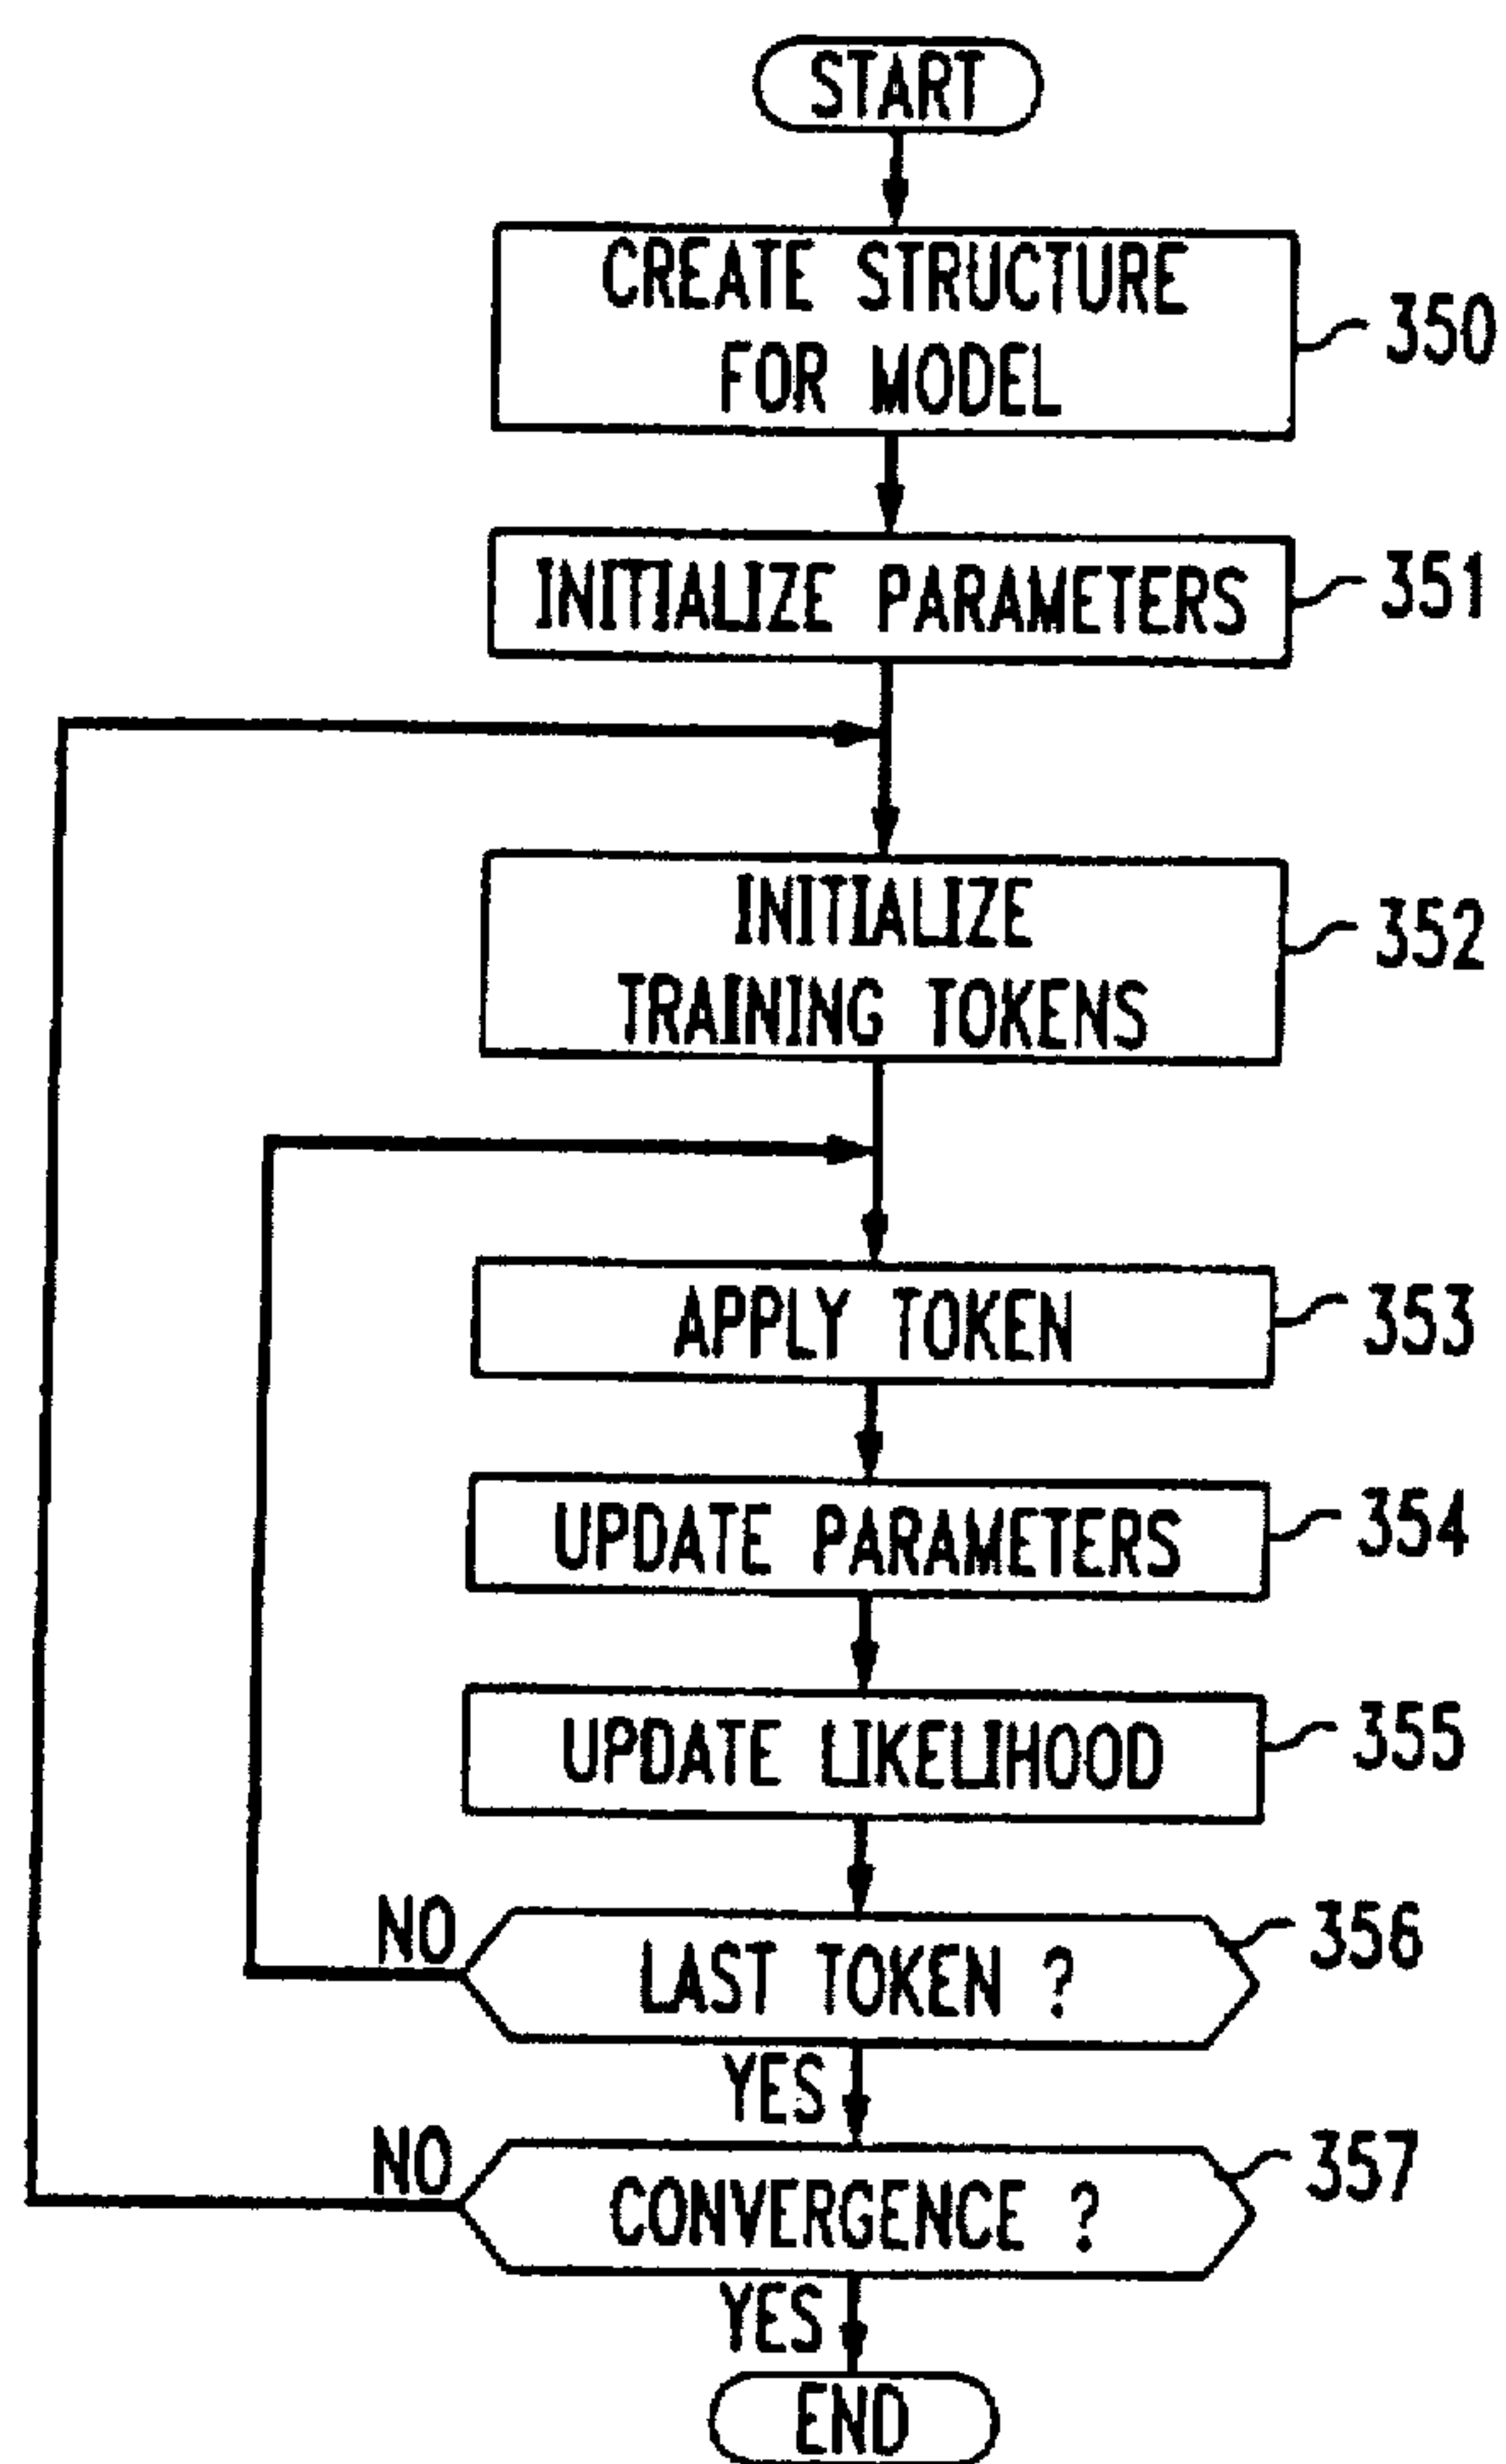 START
CREATE STRUCTURE
FOR MODEL
350
INITIALIZE PARAMETERS
351
INITIALIZE
TRAINING TOKENS
352
APPLY TOKEN
353
UPDATE PARAMETERS
354
UPDATE LIKELIHOOD
355
NO
LAST TOKEN ?
356
YES
NO
CONVERGENCE ?
357
YES
END